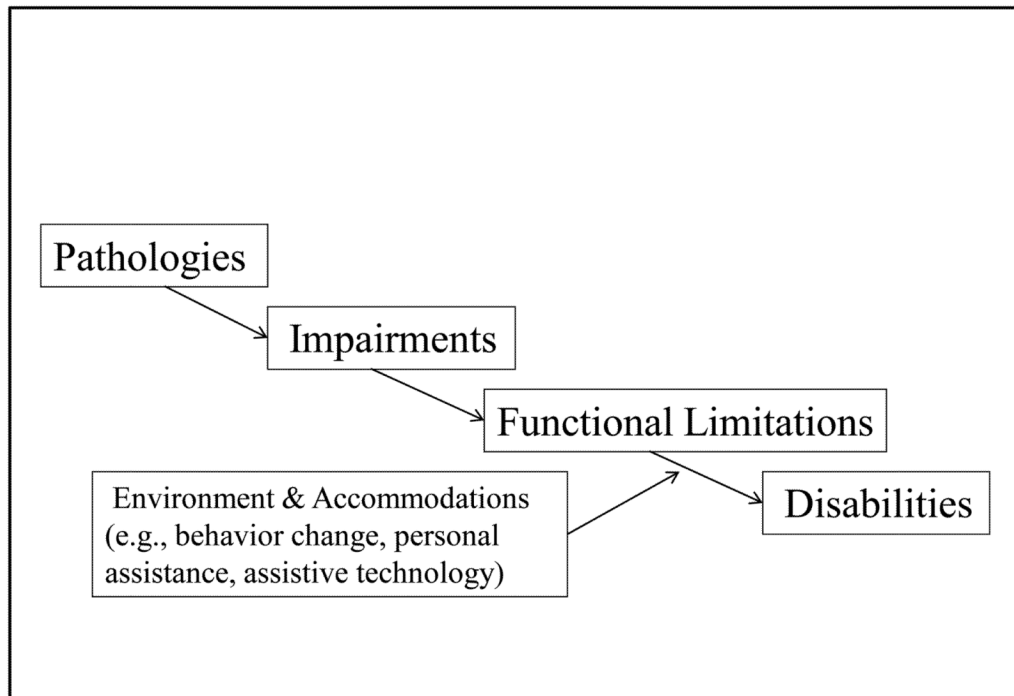 Pathologies
Impairments
Functional Limitations
Environment & Accommodations
(e.g., behavior change, personal
assistance, assistive technology)
Disabilities